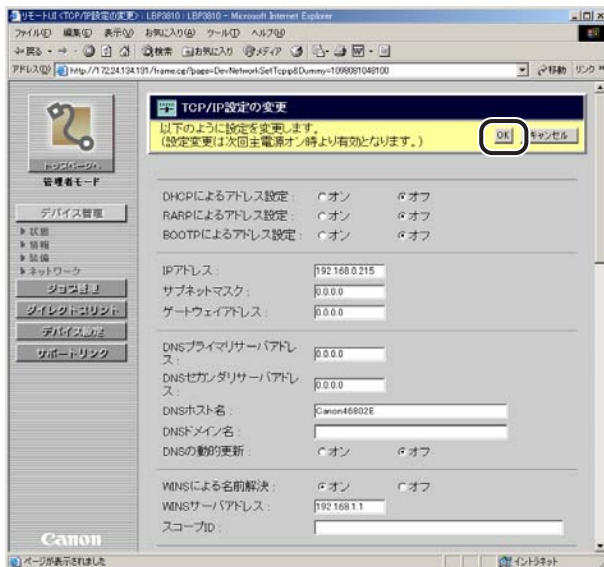 リモートUI <TCP/IP設定の変更> : LBP3810 : LBP3810 - Microsoft Internet Explorer
ファイル(F) 編集(E) 表示(V) お気に入り(A) ツール(T) ヘルプ(H)
戻る 検索 お気に入り メディア
アドレス(D) http://172.24.134.131/frame.cgi?page=DevNetworkSetTcpip&Dummy=1098081048100 移動 リンク
TCP/IP設定の変更
以下のように設定を変更します。
(設定変更は次回主電源オン時より有効となります。)
OK キャンセル
トップページへ
管理者モード
デバイス管理
状態
情報
装備
ネットワーク
ジョブ管理
ダイレクトプリント
デバイス設定
サポートリンク
DHCPによるアドレス設定 : オン オフ
RARPによるアドレス設定 : オン オフ
BOOTPによるアドレス設定 : オン オフ
IPアドレス : 192.168.0.215
サブネットマスク : 0.0.0.0
ゲートウェイアドレス : 0.0.0.0
DNSプライマリサーバアドレ
ス : 0.0.0.0
DNSセカンダリサーバアドレ
ス : 0.0.0.0
DNSホスト名 : Canon46802E
DNSドメイン名 :
DNSの動的更新 : オン オフ
WINSによる名前解決 : オン オフ
WINSサーバアドレス : 192.168.1.1
スコープID :
Canon
ページが表示されました
イントラネット